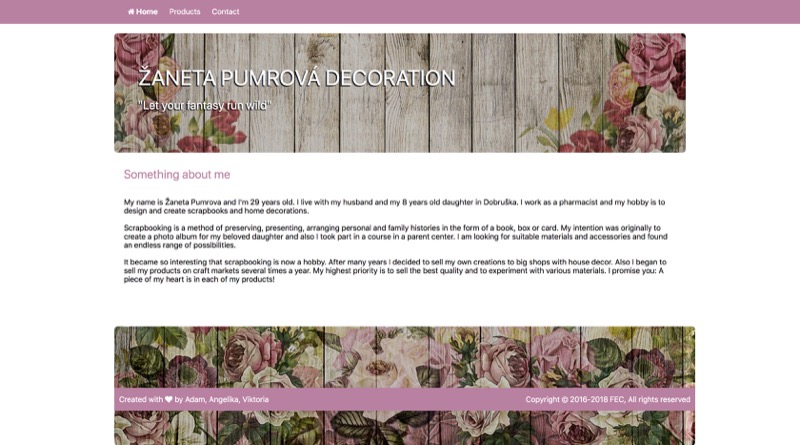 Home Products Contact
ŽANETA PUMROVÁ DECORATION
"Let your fantasy run wild"
Something about me
My name is Žaneta Pumrova and I'm 29 years old. I live with my husband and my 8 years old daughter in Dobruška. I work as a pharmacist and my hobby is to
design and create scrapbooks and home decorations.
Scrapbooking is a method of preserving, presenting, arranging personal and family histories in the form of a book, box or card. My intention was originally to
create a photo album for my beloved daughter and also I took part in a course in a parent center. I am looking for suitable materials and accessories and found
an endless range of possibilities.
It became so interesting that scrapbooking is now a hobby. After many years I decided to sell my own creations to big shops with house decor. Also I began to
sell my products on craft markets several times a year. My highest priority is to sell the best quality and to experiment with various materials. I promise you: A
piece of my heart is in each of my products!
Created with ♥ by Adam, Angelika, Viktoria
Copyright © 2016-2018 FEC, All rights reserved